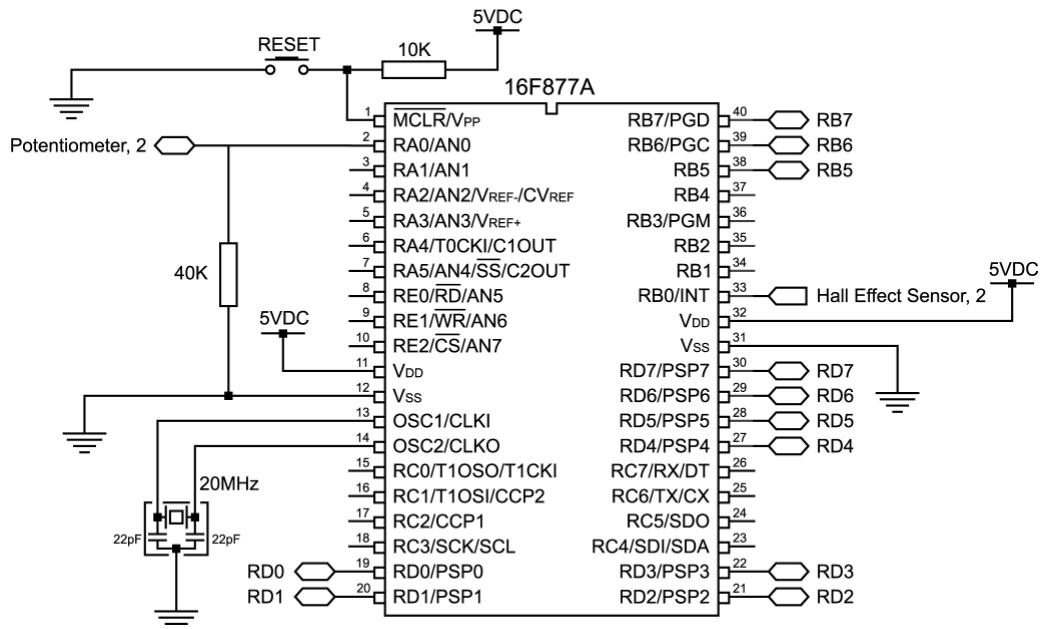 5VDC
RESET
10K
16F877A
1 MCLR/VPP RB7/PGD 40 RB7
Potentiometer, 2 2 RA0/AN0 RB6/PGC 39 RB6
3 RA1/AN1 RB5 38 RB5
4 RA2/AN2/VREF-/CVREF RB4 37
5 RA3/AN3/VREF+ RB3/PGM 36
6 RA4/T0CKI/C1OUT RB2 35
40K 7 RA5/AN4/SS/C2OUT RB1 34
5VDC
8 RE0/RD/AN5 RB0/INT 33 Hall Effect Sensor, 2
5VDC 9 RE1/WR/AN6 VDD 32
10 RE2/CS/AN7 VSS 31
11 VDD RD7/PSP7 30 RD7
12 VSS RD6/PSP6 29 RD6
13 OSC1/CLKI RD5/PSP5 28 RD5
14 OSC2/CLKO RD4/PSP4 27 RD4
15 RC0/T1OSO/T1CKI RC7/RX/DT 26
20MHz
16 RC1/T1OSI/CCP2 RC6/TX/CX 25
17 RC2/CCP1 RC5/SDO 24
22pF 22pF
18 RC3/SCK/SCL RC4/SDI/SDA 23
RD0 19 RD0/PSP0 RD3/PSP3 22 RD3
RD1 20 RD1/PSP1 RD2/PSP2 21 RD2